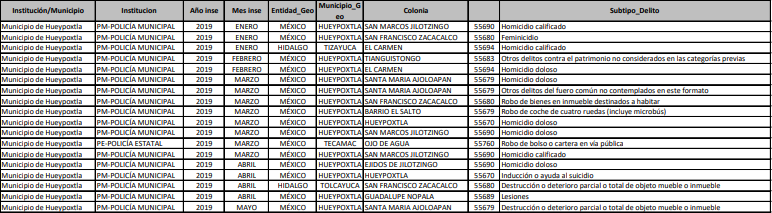 Institución/Municipio Institucion Año inse Mes inse Entidad_Geo Municipio_Geo Colonia Subtipo_Delito
Municipio de Hueypoxtla PM-POLICÍA MUNICIPAL 2019 ENERO MÉXICO HUEYPOXTLA SAN MARCOS JILOTZINGO 55690 Homicidio calificado
Municipio de Hueypoxtla PM-POLICÍA MUNICIPAL 2019 ENERO MÉXICO HUEYPOXTLA SAN FRANCISCO ZACACALCO 55680 Feminicidio
Municipio de Hueypoxtla PM-POLICÍA MUNICIPAL 2019 ENERO HIDALGO TIZAYUCA EL CARMEN 55694 Homicidio calificado
Municipio de Hueypoxtla PM-POLICÍA MUNICIPAL 2019 FEBRERO MÉXICO HUEYPOXTLA TIANGUISTONGO 55683 Otros delitos contra el patrimonio no considerados en las categorías previas
Municipio de Hueypoxtla PM-POLICÍA MUNICIPAL 2019 FEBRERO MÉXICO HUEYPOXTLA EL CARMEN 55694 Homicidio doloso
Municipio de Hueypoxtla PM-POLICÍA MUNICIPAL 2019 MARZO MÉXICO HUEYPOXTLA SANTA MARIA AJOLOAPAN 55679 Homicidio doloso
Municipio de Hueypoxtla PM-POLICÍA MUNICIPAL 2019 MARZO MÉXICO HUEYPOXTLA SANTA MARIA AJOLOAPAN 55679 Otros delitos del fuero común no contemplados en este formato
Municipio de Hueypoxtla PM-POLICÍA MUNICIPAL 2019 MARZO MÉXICO HUEYPOXTLA SAN FRANCISCO ZACACALCO 55680 Robo de bienes en inmueble destinados a habitar
Municipio de Hueypoxtla PM-POLICÍA MUNICIPAL 2019 MARZO MÉXICO HUEYPOXTLA BARRIO EL SALTO 55679 Robo de coche de cuatro ruedas (incluye microbús)
Municipio de Hueypoxtla PM-POLICÍA MUNICIPAL 2019 MARZO MÉXICO HUEYPOXTLA HUEYPOXTLA 55670 Homicidio doloso
Municipio de Hueypoxtla PM-POLICÍA MUNICIPAL 2019 MARZO MÉXICO HUEYPOXTLA SAN MARCOS JILOTZINGO 55690 Homicidio doloso
Municipio de Hueypoxtla PE-POLICÍA ESTATAL 2019 MARZO MÉXICO TECAMAC OJO DE AGUA 55760 Robo de bolso o cartera en vía pública
Municipio de Hueypoxtla PM-POLICÍA MUNICIPAL 2019 MARZO MÉXICO HUEYPOXTLA SAN MARCOS JILOTZINGO 55690 Homicidio calificado
Municipio de Hueypoxtla PM-POLICÍA MUNICIPAL 2019 ABRIL MÉXICO HUEYPOXTLA EJIDOS DE JILOTZINGO 55690 Homicidio doloso
Municipio de Hueypoxtla PM-POLICÍA MUNICIPAL 2019 ABRIL MÉXICO HUEYPOXTLA HUEYPOXTLA 55670 Inducción o ayuda al suicidio
Municipio de Hueypoxtla PM-POLICÍA MUNICIPAL 2019 ABRIL HIDALGO TOLCAYUCA SAN FRANCISCO ZACACALCO 55680 Destrucción o deterioro parcial o total de objeto mueble o inmueble
Municipio de Hueypoxtla PM-POLICÍA MUNICIPAL 2019 ABRIL MÉXICO HUEYPOXTLA GUADALUPE NOPALA 55689 Lesiones
Municipio de Hueypoxtla PM-POLICÍA MUNICIPAL 2019 MAYO MÉXICO HUEYPOXTLA SANTA MARIA AJOLOAPAN 55679 Destrucción o deterioro parcial o total de objeto mueble o inmueble